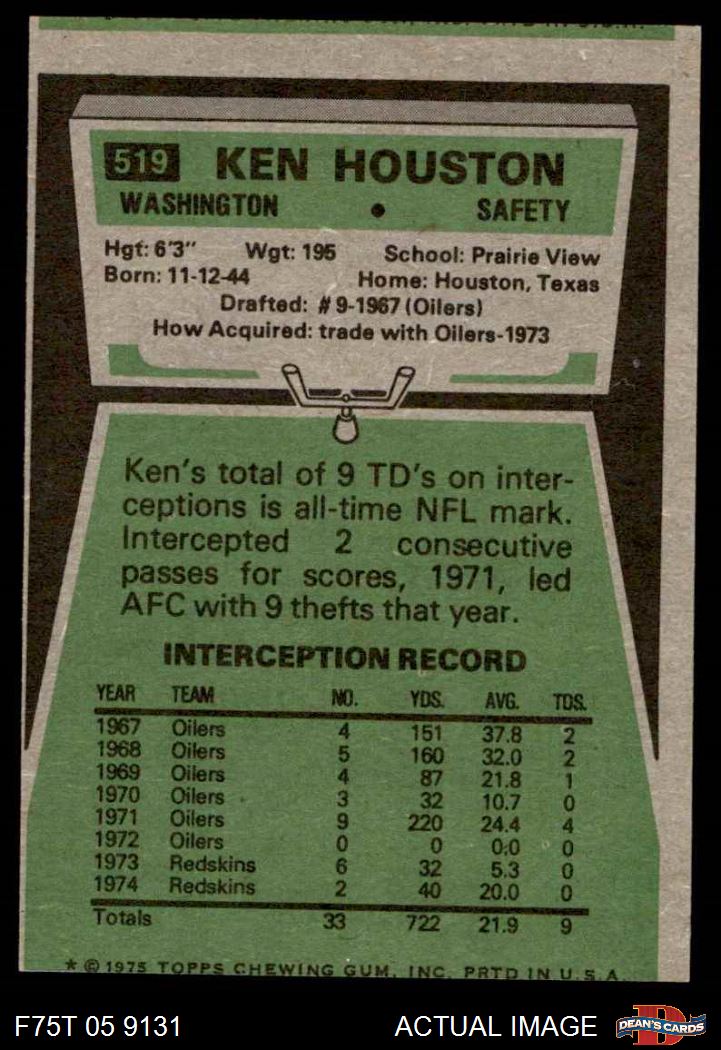 519 KEN HOUSTON
WASHINGTON • SAFETY
Hgt: 6'3" Wgt: 195 School: Prairie View
Born: 11-12-44 Home: Houston, Texas
Drafted: #9-1967 (Oilers)
How Acquired: trade with Oilers-1973
Ken's total of 9 TD's on inter-
ceptions is all-time NFL mark.
Intercepted 2 consecutive
passes for scores, 1971, led
AFC with 9 thefts that year.
INTERCEPTION RECORD
YEAR TEAM NO. YDS. AVG. TDS.
1967 Oilers 4 151 37.8 2
1968 Oilers 5 160 32.0 2
1969 Oilers 4 87 21.8 1
1970 Oilers 3 32 10.7 0
1971 Oilers 9 220 24.4 4
1972 Oilers 0 0 0.0 0
1973 Redskins 6 32 5.3 0
1974 Redskins 2 40 20.0 0
Totals 33 722 21.9 9
* © 1975 TOPPS CHEWING GUM, INC. PRTD IN U.S.A.
F75T 05 9131 ACTUAL IMAGE DEAN'S CARDS